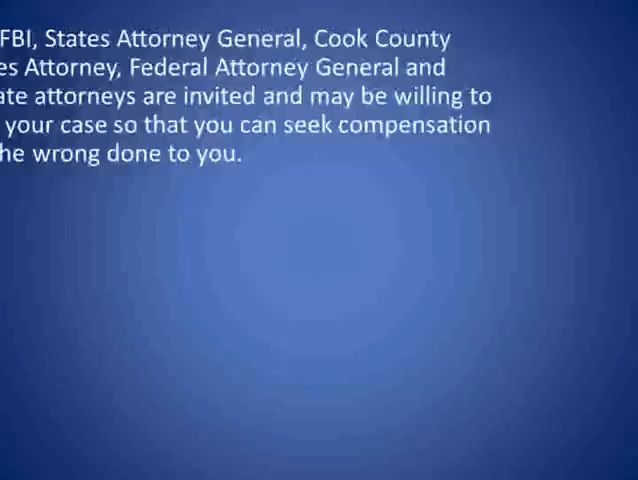 FBI, States Attorney General, Cook County
es Attorney, Federal Attorney General and
ate attorneys are invited and may be willing to
your case so that you can seek compensation
he wrong done to you.